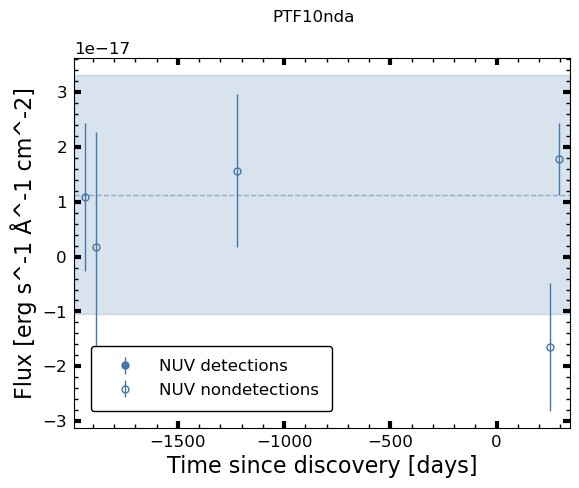 PTF10nda
1e−17
3
2
1
0
−1
−2
−3
Flux [erg s^-1 Å^-1 cm^-2]
NUV detections
NUV nondetections
−1500 −1000 −500 0
Time since discovery [days]